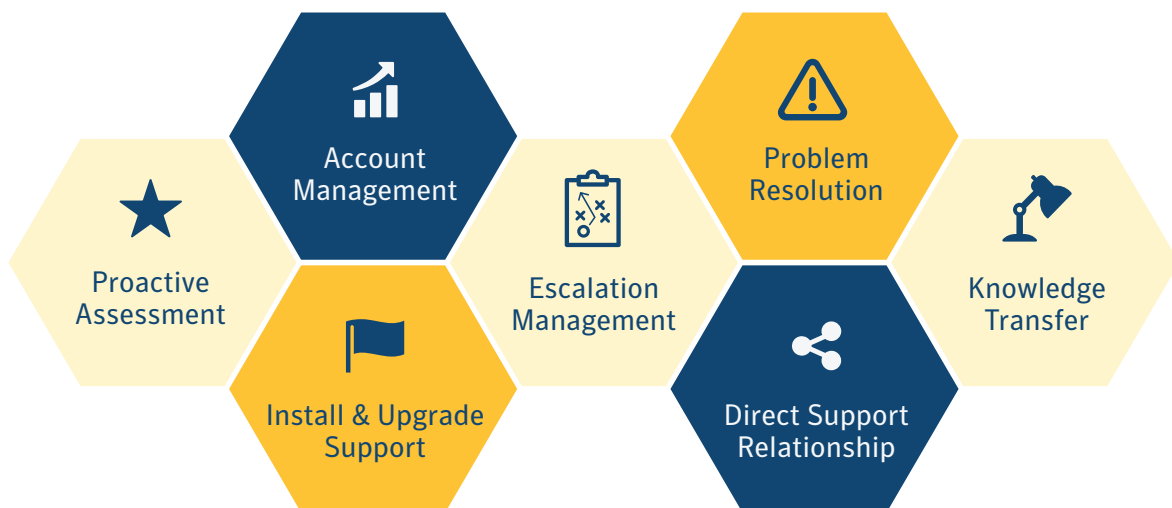 Account
Management
Problem
Resolution
Proactive
Assessment
Escalation
Management
Knowledge
Transfer
Install & Upgrade
Support
Direct Support
Relationship